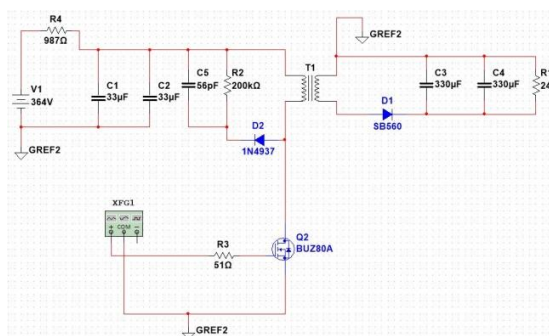 R4
987Ω
V1
364V
GREF2
C1
33µF
C2
33µF
C5
56pF
R2
200kΩ
D2
1N4937
T1
GREF2
D1
SB560
C3
330µF
C4
330µF
XFG1
COM
R3
51Ω
Q2
BUZ80A
GREF2